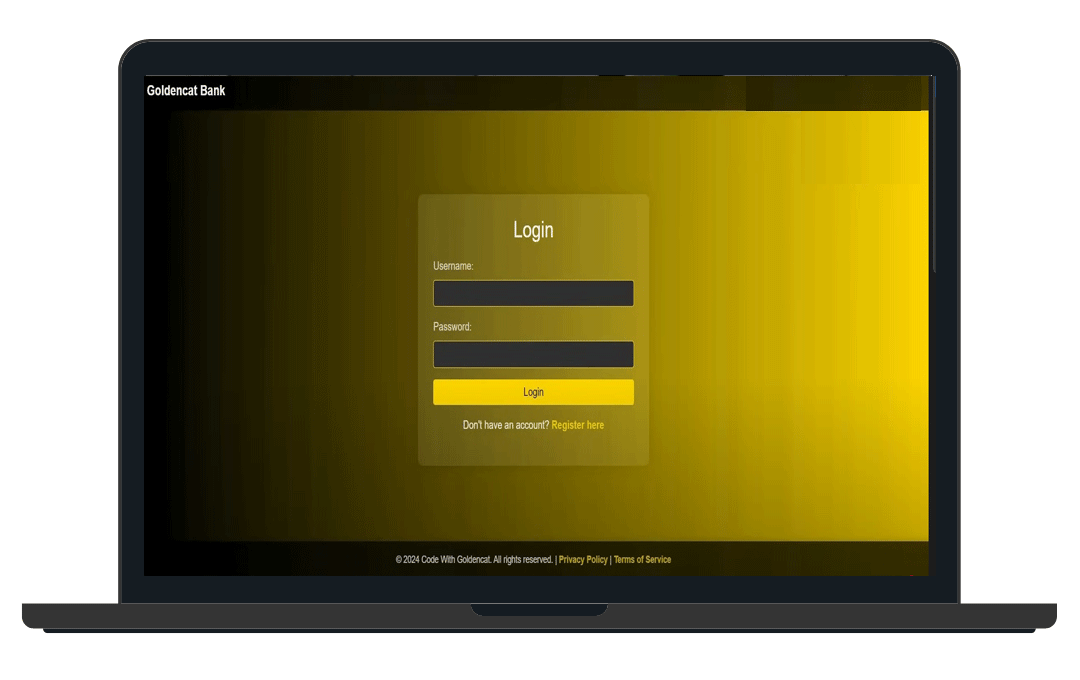 Goldencat Bank
Login
Username:
Password:
Login
Don't have an account? Register here
© 2024 Code With Goldencat. All rights reserved. | Privacy Policy | Terms of Service